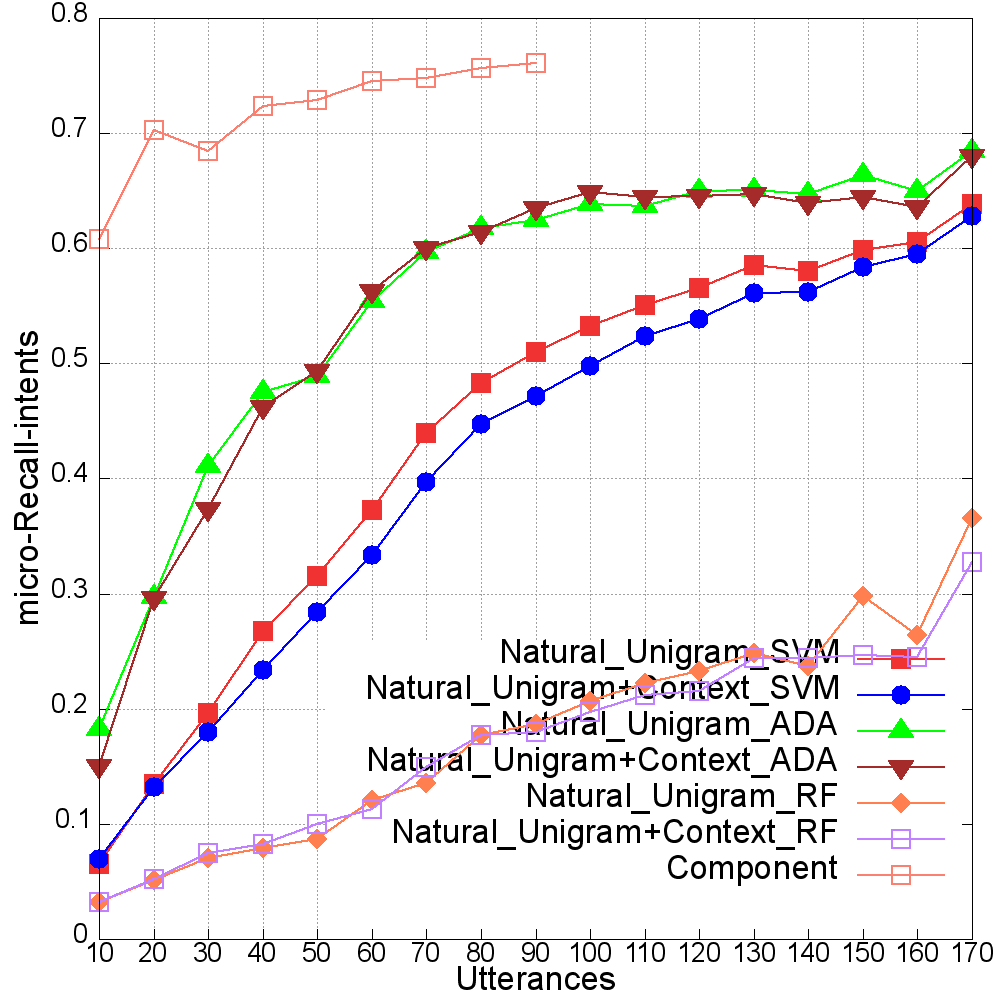 0.8
0.7
0.6
0.5
0.4
0.3
0.2
0.1
0
micro-Recall-intents
Natural_Unigram_SVM
Natural_Unigram+Context_SVM
Natural_Unigram_ADA
Natural_Unigram+Context_ADA
Natural_Unigram_RF
Natural_Unigram+Context_RF
Component
10 20 30 40 50 60 70 80 90 100 110 120 130 140 150 160 170
Utterances